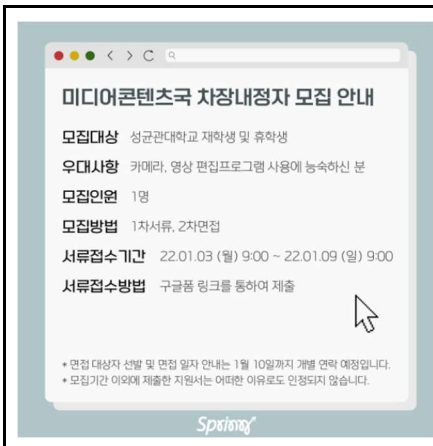 미디어콘텐츠국 차장내정자 모집 안내
모집대상 성균관대학교 재학생 및 휴학생
우대사항 카메라, 영상 편집프로그램 사용에 능숙하신 분
모집인원 1명
모집방법 1차서류, 2차면접
서류접수기간 22.01.03 (월) 9:00 ~ 22.01.09 (일) 9:00
서류접수방법 구글폼 링크를 통하여 제출
* 면접 대상자 선발 및 면접 일자 안내는 1월 10일까지 개별 연락 예정입니다.
* 모집기간 이외에 제출한 지원서는 어떠한 이유로도 인정되지 않습니다.